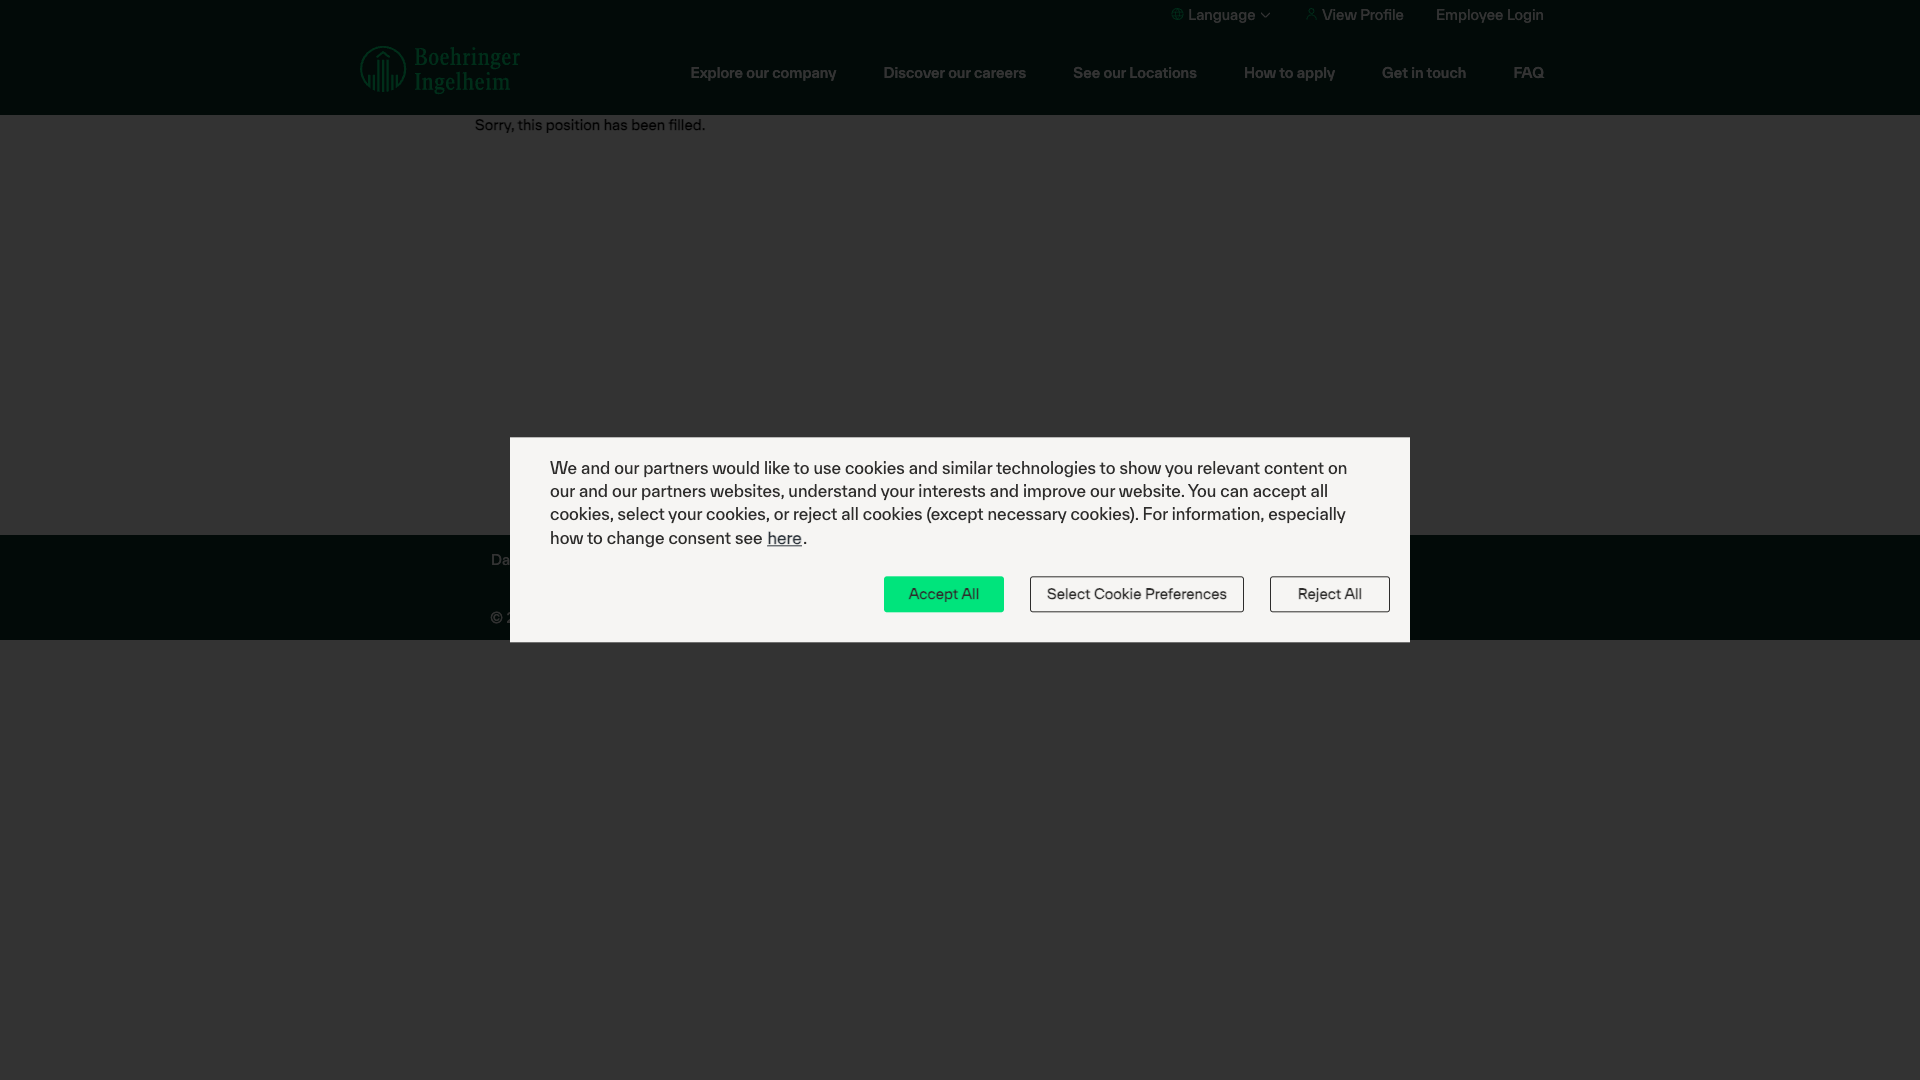 Language
View Profile
Employee Login
Boehringer
Ingelheim
Explore our company
Discover our careers
See our Locations
How to apply
Get in touch
FAQ
Sorry, this position has been filled.
We and our partners would like to use cookies and similar technologies to show you relevant content on
our and our partners websites, understand your interests and improve our website. You can accept all
cookies, select your cookies, or reject all cookies (except necessary cookies). For information, especially
how to change consent see here.
Accept All
Select Cookie Preferences
Reject All
©